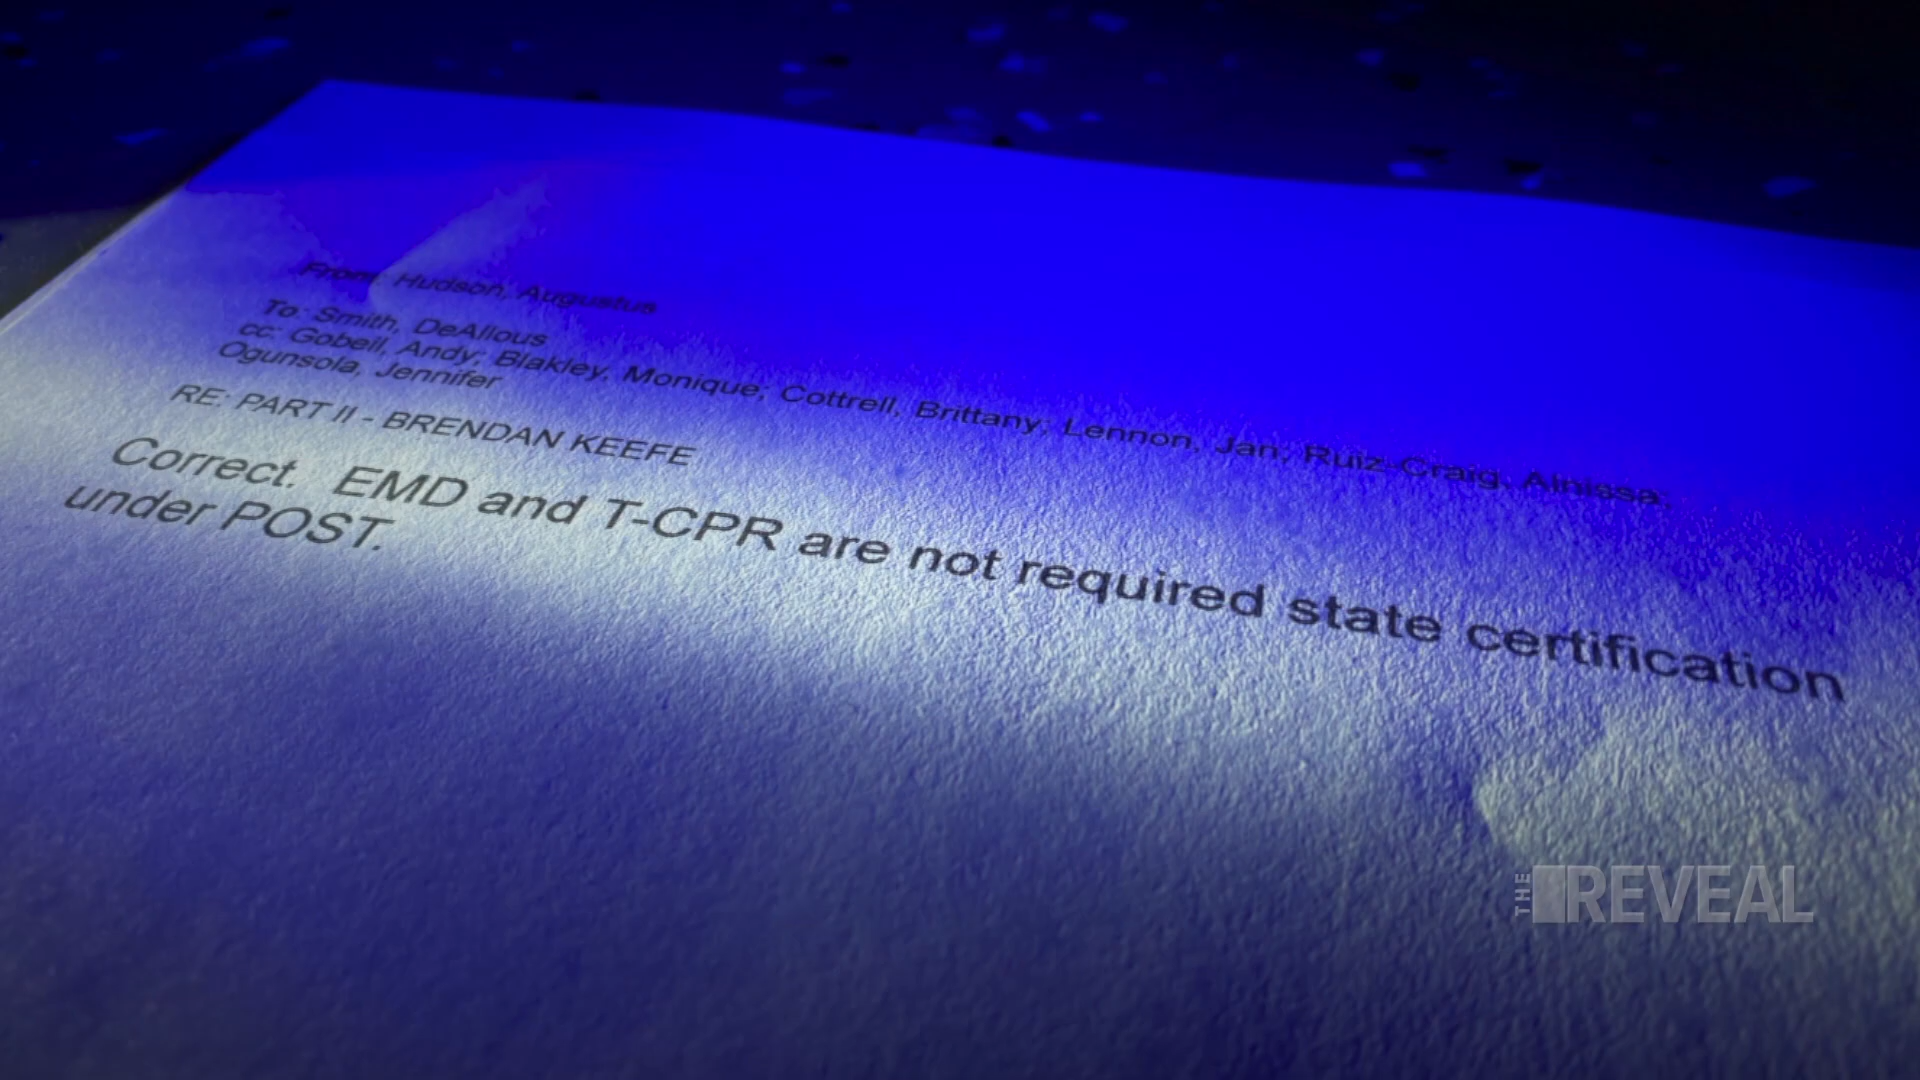 From: Hudson, Augustus
To: Smith, DeAllous
cc: Gobeil, Andy; Blakley, Monique; Cottrell, Brittany; Lennon, Jan; Ruiz-Craig, Alnissa;
Ogunsola, Jennifer
RE: PART II - BRENDAN KEEFE
Correct. EMD and T-CPR are not required state certification
under POST.
THE REVEAL